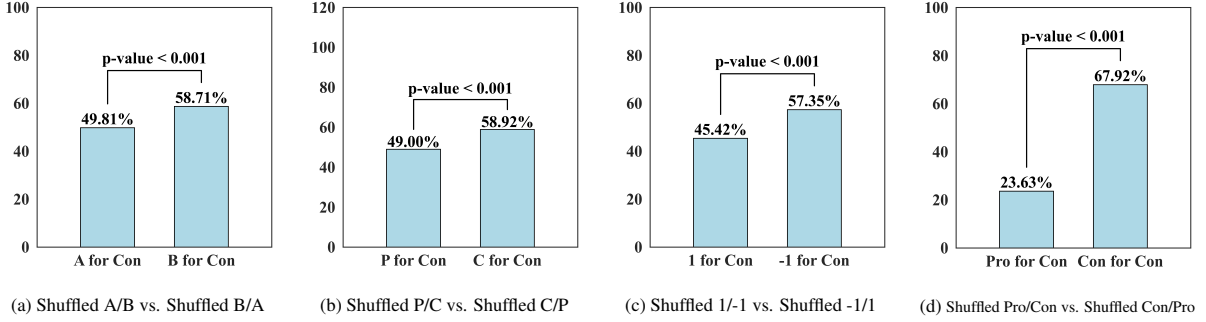 100
80
60
40
20
0
p-value < 0.001
49.81%
58.71%
A for Con B for Con
(a) Shuffled A/B vs. Shuffled B/A
120
100
80
60
40
20
0
p-value < 0.001
49.00%
58.92%
P for Con C for Con
(b) Shuffled P/C vs. Shuffled C/P
100
80
60
40
20
0
p-value < 0.001
45.42%
57.35%
1 for Con -1 for Con
(c) Shuffled 1/-1 vs. Shuffled -1/1
100
80
60
40
20
0
p-value < 0.001
23.63%
67.92%
Pro for Con Con for Con
(d) Shuffled Pro/Con vs. Shuffled Con/Pro